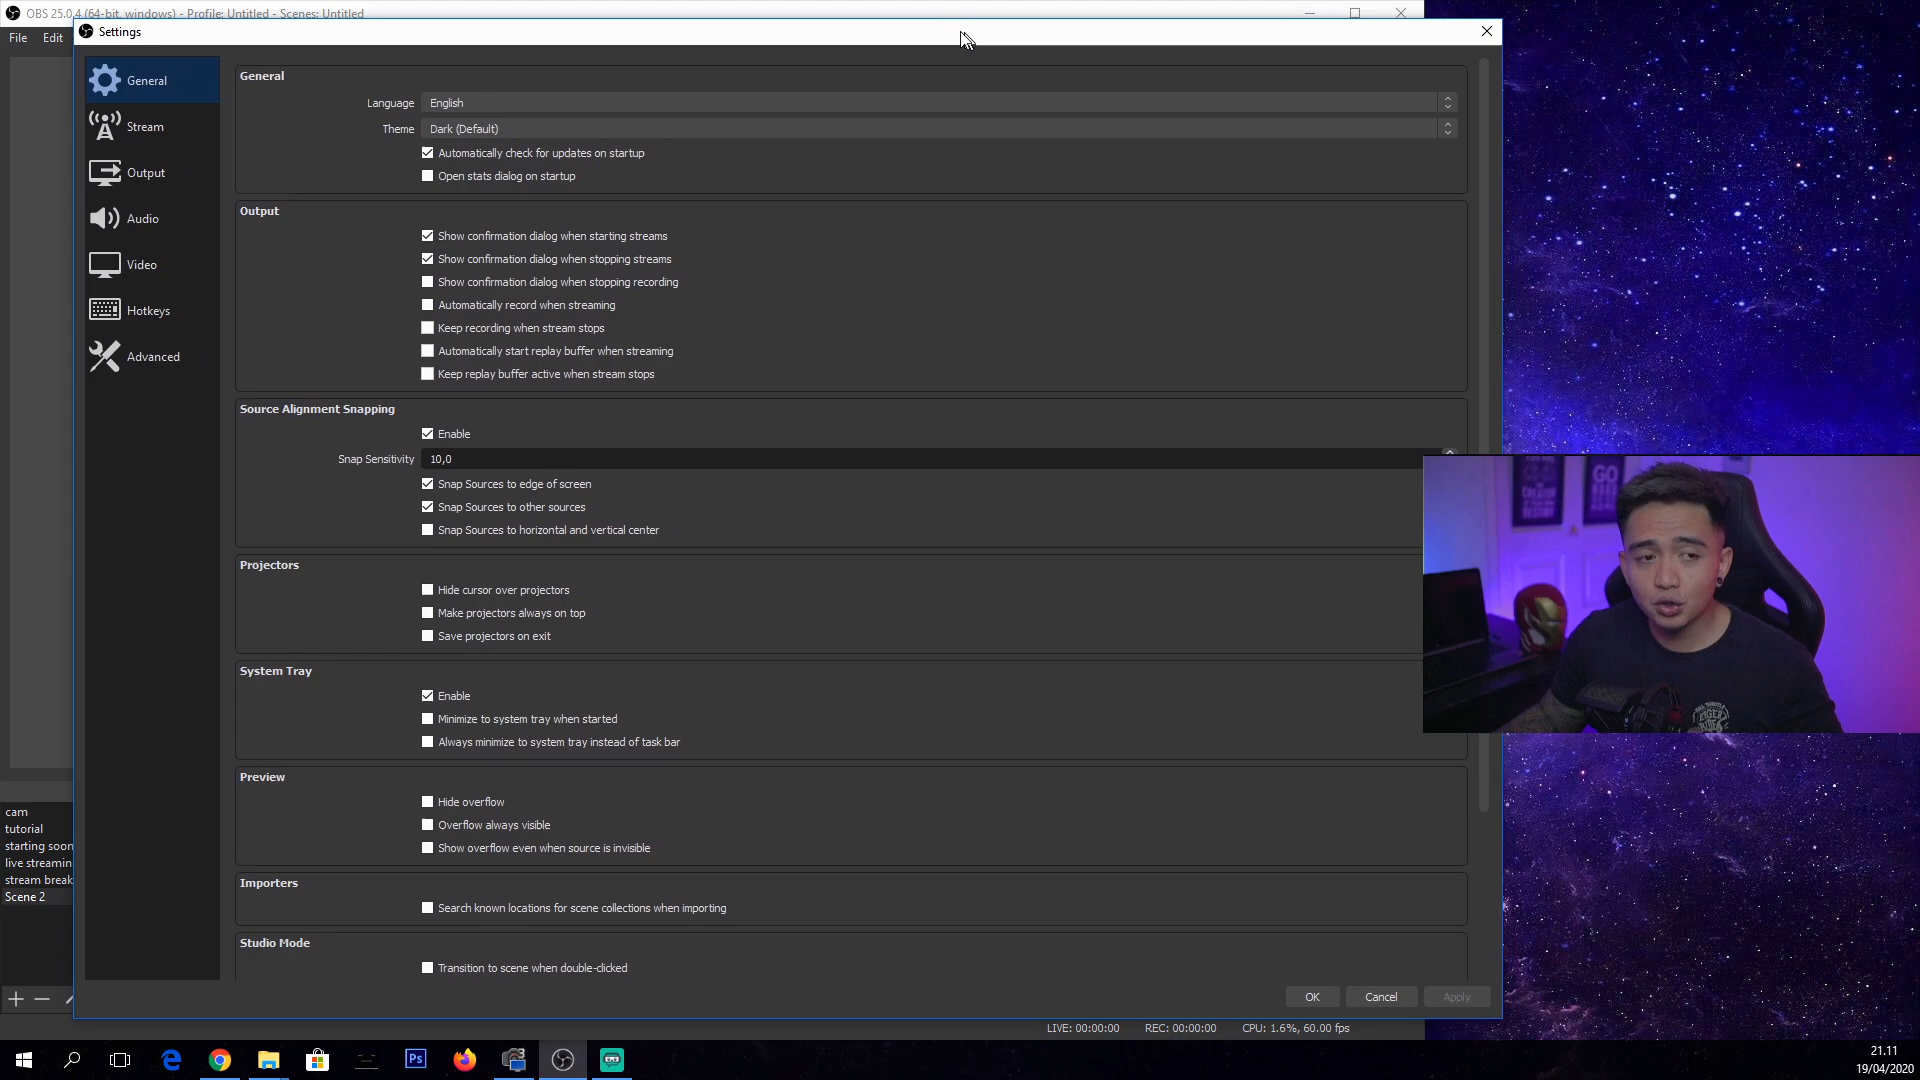 OBS 25.0.4 (64-bit, windows) - Profile: Untitled - Scenes: Untitled
File Edit
Settings
General
Stream
Output
Audio
Video
Hotkeys
Advanced
General
Language English
Theme Dark (Default)
Automatically check for updates on startup
Open stats dialog on startup
Output
Show confirmation dialog when starting streams
Show confirmation dialog when stopping streams
Show confirmation dialog when stopping recording
Automatically record when streaming
Keep recording when stream stops
Automatically start replay buffer when streaming
Keep replay buffer active when stream stops
Source Alignment Snapping
Enable
Snap Sensitivity 10,0
Snap Sources to edge of screen
Snap Sources to other sources
Snap Sources to horizontal and vertical center
Projectors
Hide cursor over projectors
Make projectors always on top
Save projectors on exit
System Tray
Enable
Minimize to system tray when started
Always minimize to system tray instead of task bar
Preview
Hide overflow
Overflow always visible
Show overflow even when source is invisible
Importers
Search known locations for scene collections when importing
Studio Mode
Transition to scene when double-clicked
OK Cancel Apply
cam
tutorial
starting soon
live streamin
stream break
Scene 2
LIVE: 00:00:00 REC: 00:00:00 CPU: 1.6%, 60.00 fps
GO
DESTINY
Ps
21.11
19/04/2020